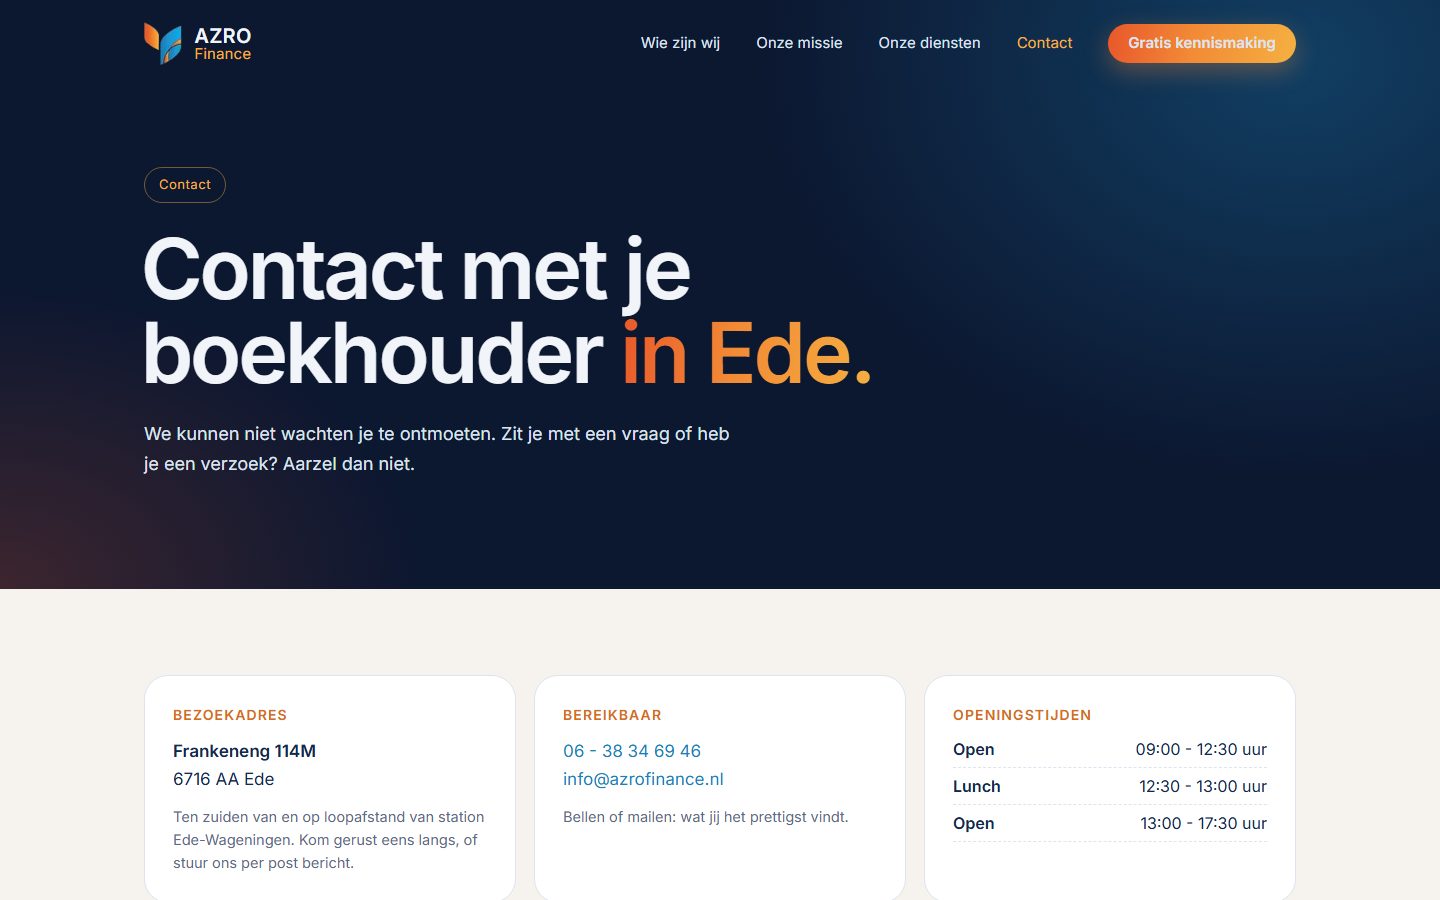 AZRO
Finance
Wie zijn wij
Onze missie
Onze diensten
Contact
Gratis kennismaking
Contact
Contact met je
boekhouder in Ede.
We kunnen niet wachten je te ontmoeten. Zit je met een vraag of heb
je een verzoek? Aarzel dan niet.
BEZOEKADRES
Frankeneng 114M
6716 AA Ede
Ten zuiden van en op loopafstand van station
Ede-Wageningen. Kom gerust eens langs, of
stuur ons per post bericht.
BEREIKBAAR
06 - 38 34 69 46
info@azrofinance.nl
Bellen of mailen: wat jij het prettigst vindt.
OPENINGSTIJDEN
Open 09:00 - 12:30 uur
Lunch 12:30 - 13:00 uur
Open 13:00 - 17:30 uur